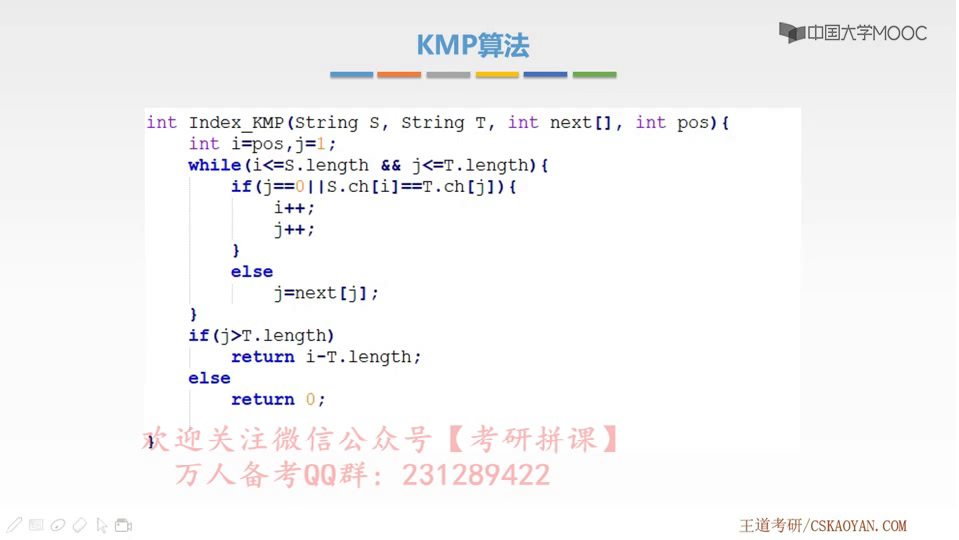 KMP算法
中国大学MOOC
int Index_KMP(String S, String T, int next[], int pos){
int i=pos,j=1;
while(i<=S.length && j<=T.length){
if(j==0||S.ch[i]==T.ch[j]){
i++;
j++;
}
else
j=next[j];
}
if(j>T.length)
return i-T.length;
else
return 0;
}
欢迎关注微信公众号【考研拼课】
万人备考QQ群：231289422
王道考研/CSKAOYAN.COM